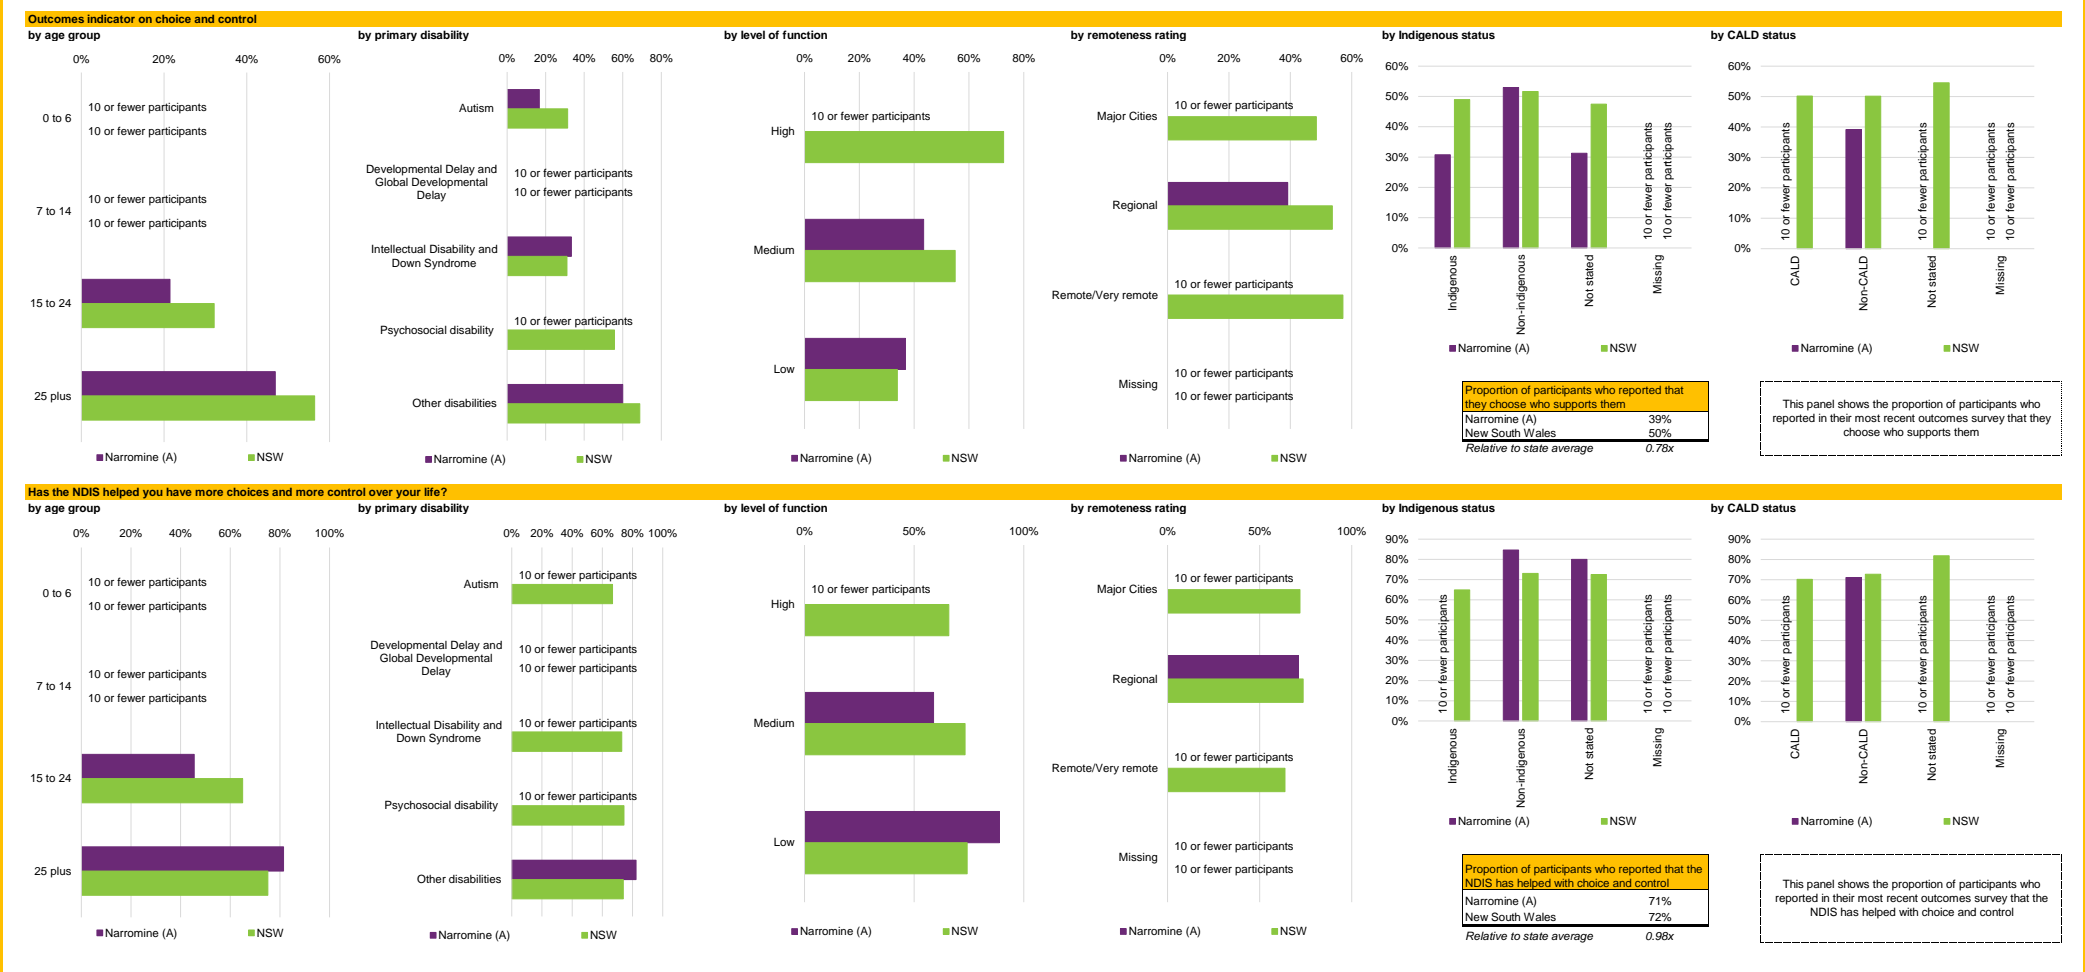 Outcomes indicator on choice and control
by age group
0% 20% 40% 60%
0 to 6
10 or fewer participants
10 or fewer participants
7 to 14
10 or fewer participants
10 or fewer participants
15 to 24
25 plus
Narromine (A) NSW
by primary disability
0% 20% 40% 60% 80%
Autism
Developmental Delay and
Global Developmental
Delay
10 or fewer participants
10 or fewer participants
Intellectual Disability and
Down Syndrome
Psychosocial disability
10 or fewer participants
Other disabilities
Narromine (A) NSW
by level of function
0% 20% 40% 60% 80%
High
10 or fewer participants
Medium
Low
Narromine (A) NSW
by remoteness rating
0% 20% 40% 60%
Major Cities
10 or fewer participants
Regional
Remote/Very remote
10 or fewer participants
Missing
10 or fewer participants
10 or fewer participants
Narromine (A) NSW
by Indigenous status
60%
50%
40%
30%
20%
10%
0%
10 or fewer participants
10 or fewer participants
Indigenous
Non-indigenous
Not stated
Missing
Narromine (A) NSW
Proportion of participants who reported that
they choose who supports them
Narromine (A) 39%
New South Wales 50%
Relative to state average 0.78x
by CALD status
60%
50%
40%
30%
20%
10%
0%
10 or fewer participants
10 or fewer participants
10 or fewer participants
10 or fewer participants
CALD
Non-CALD
Not stated
Missing
Narromine (A) NSW
This panel shows the proportion of participants who
reported in their most recent outcomes survey that they
choose who supports them
Has the NDIS helped you have more choices and more control over your life?
by age group
0% 20% 40% 60% 80% 100%
0 to 6
10 or fewer participants
10 or fewer participants
7 to 14
10 or fewer participants
10 or fewer participants
15 to 24
25 plus
Narromine (A) NSW
by primary disability
0% 20% 40% 60% 80% 100%
Autism
10 or fewer participants
Developmental Delay and
Global Developmental
Delay
10 or fewer participants
10 or fewer participants
Intellectual Disability and
Down Syndrome
10 or fewer participants
Psychosocial disability
10 or fewer participants
Other disabilities
Narromine (A) NSW
by level of function
0% 50% 100%
High
10 or fewer participants
Medium
Low
Narromine (A) NSW
by remoteness rating
0% 50% 100%
Major Cities
10 or fewer participants
Regional
Remote/Very remote
10 or fewer participants
Missing
10 or fewer participants
10 or fewer participants
Narromine (A) NSW
by Indigenous status
90%
80%
70%
60%
50%
40%
30%
20%
10%
0%
10 or fewer participants
10 or fewer participants
10 or fewer participants
Indigenous
Non-indigenous
Not stated
Missing
Narromine (A) NSW
Proportion of participants who reported that the
NDIS has helped with choice and control
Narromine (A) 71%
New South Wales 72%
Relative to state average 0.98x
by CALD status
90%
80%
70%
60%
50%
40%
30%
20%
10%
0%
10 or fewer participants
10 or fewer participants
10 or fewer participants
10 or fewer participants
CALD
Non-CALD
Not stated
Missing
Narromine (A) NSW
This panel shows the proportion of participants who
reported in their most recent outcomes survey that the
NDIS has helped with choice and control